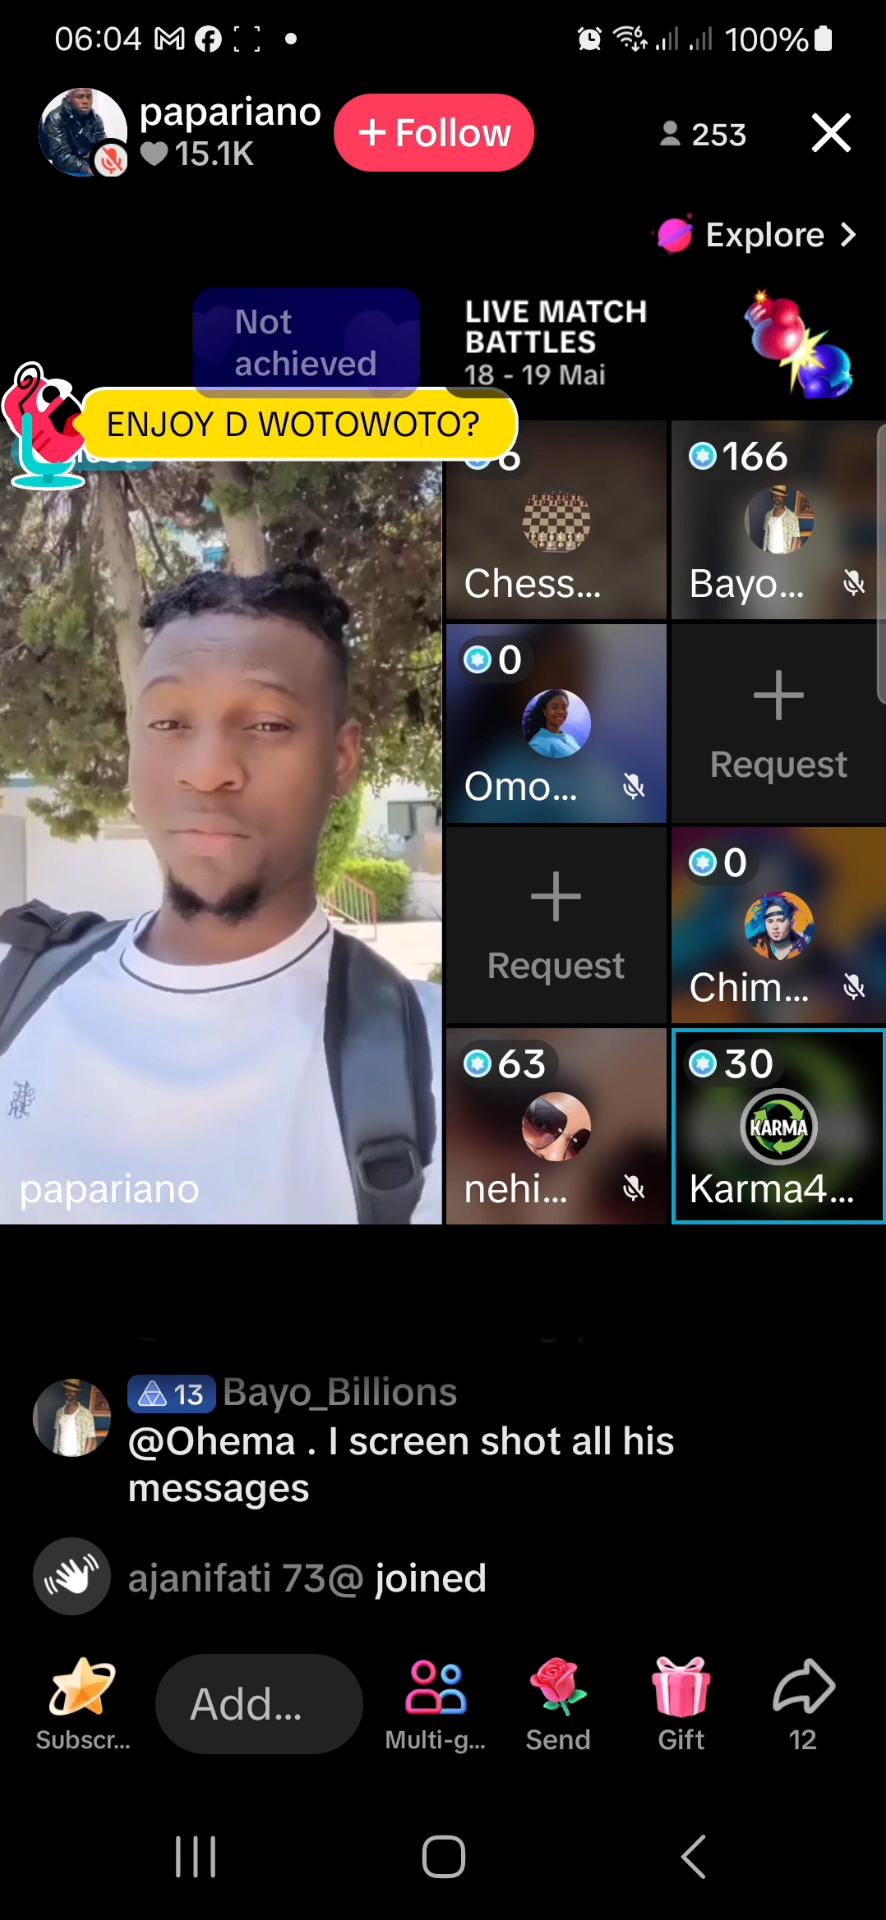 06:04
100%
papariano
15.1K
+ Follow
253
Explore >
Not
achieved
LIVE MATCH
BATTLES
18 - 19 Mai
ENJOY D WOTOWOTO?
6
166
Chess...
Bayo...
0
Omo...
+
Request
+
Request
0
Chim...
63
30
KARMA
nehi...
Karma4...
papariano
13 Bayo_Billions
@Ohema . I screen shot all his
messages
ajanifati 73@ joined
Add...
Subscr...
Multi-g...
Send
Gift
12